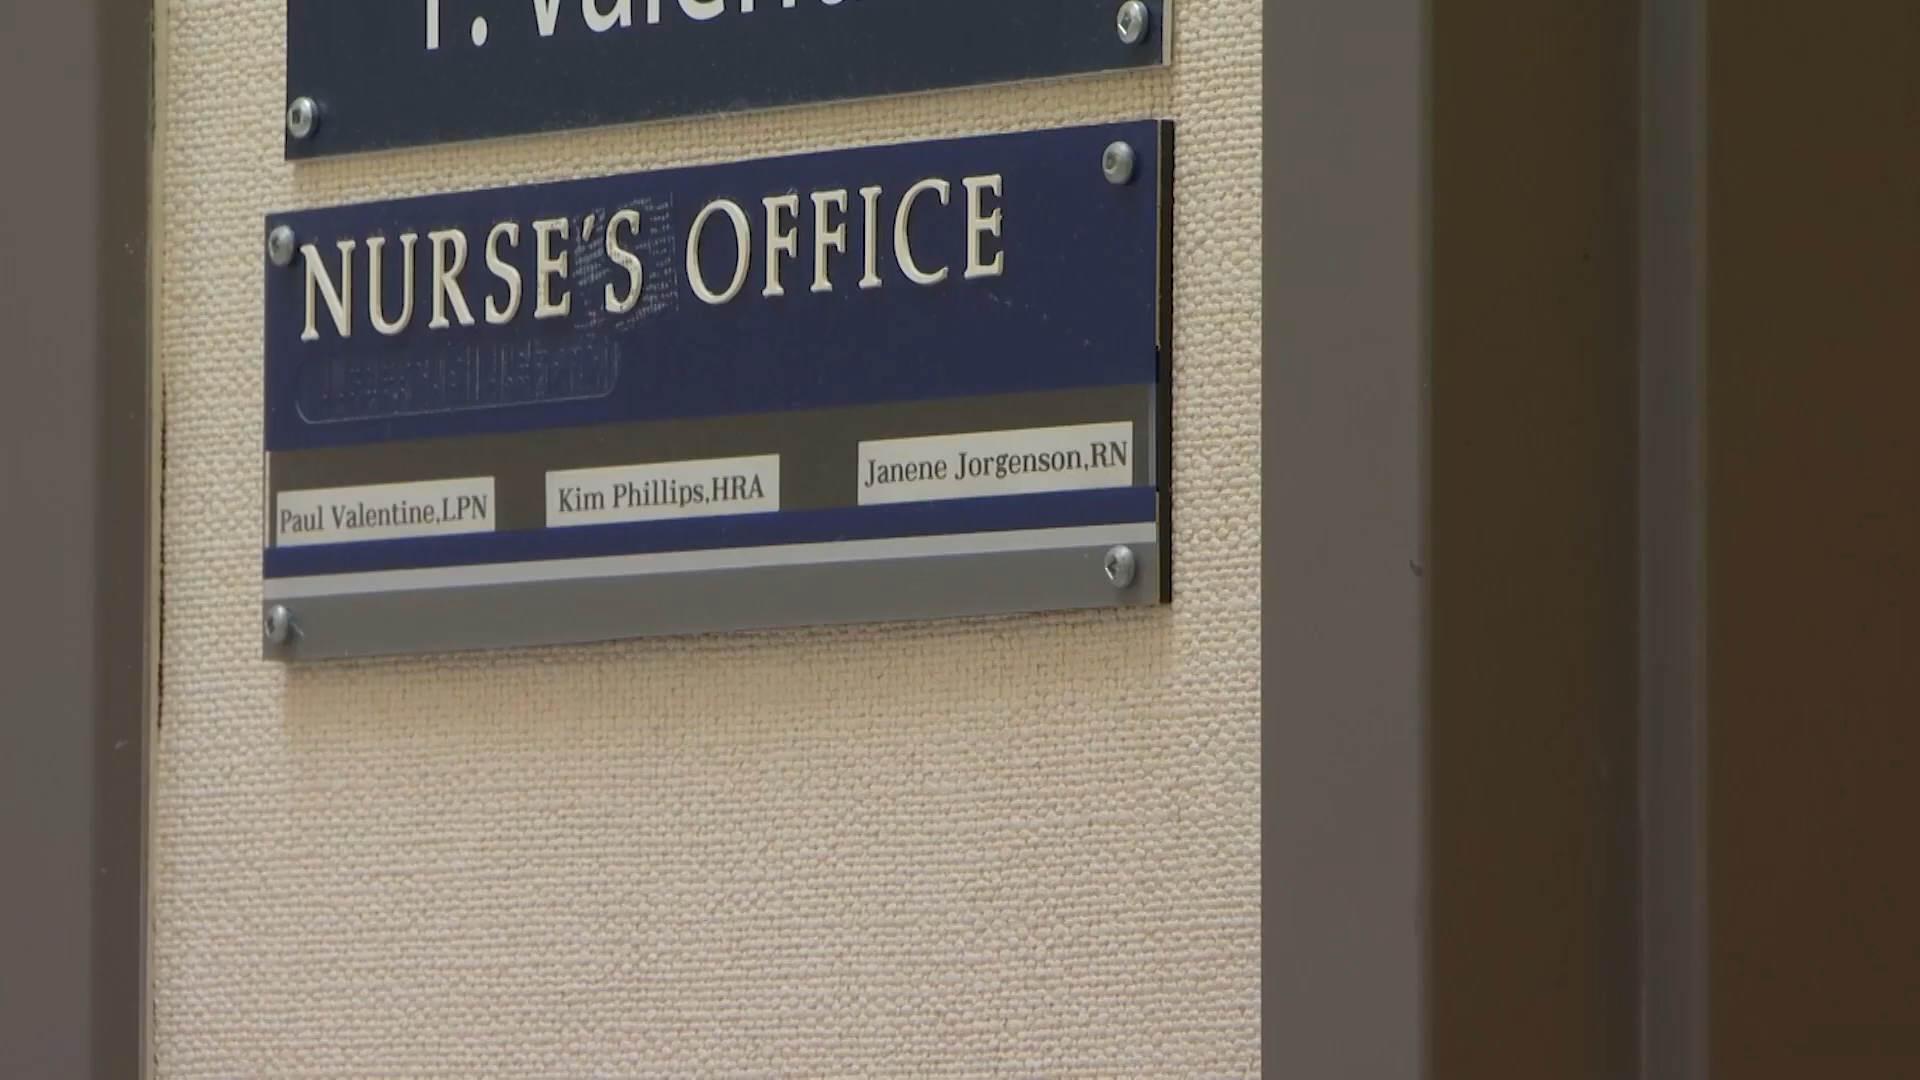 NURSE'S OFFICE
Paul Valentine,LPN
Kim Phillips,HRA
Janene Jorgenson,RN